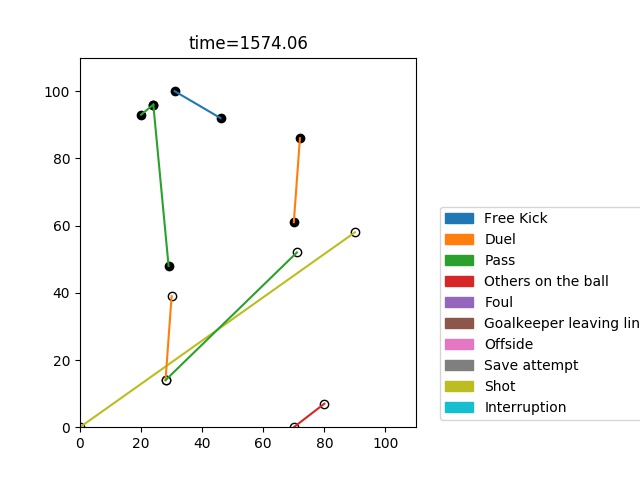 time=1574.06
100
80
60
40
20
0
0 20 40 60 80 100
Free Kick
Duel
Pass
Others on the ball
Foul
Goalkeeper leaving lin
Offside
Save attempt
Shot
Interruption